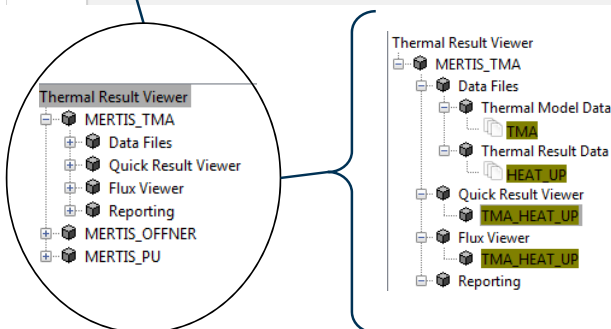 Thermal Result Viewer
MERTIS_TMA
Data Files
Quick Result Viewer
Flux Viewer
Reporting
MERTIS_OFFNER
MERTIS_PU
Thermal Result Viewer
MERTIS_TMA
Data Files
Thermal Model Data
TMA
Thermal Result Data
HEAT_UP
Quick Result Viewer
TMA_HEAT_UP
Flux Viewer
TMA_HEAT_UP
Reporting